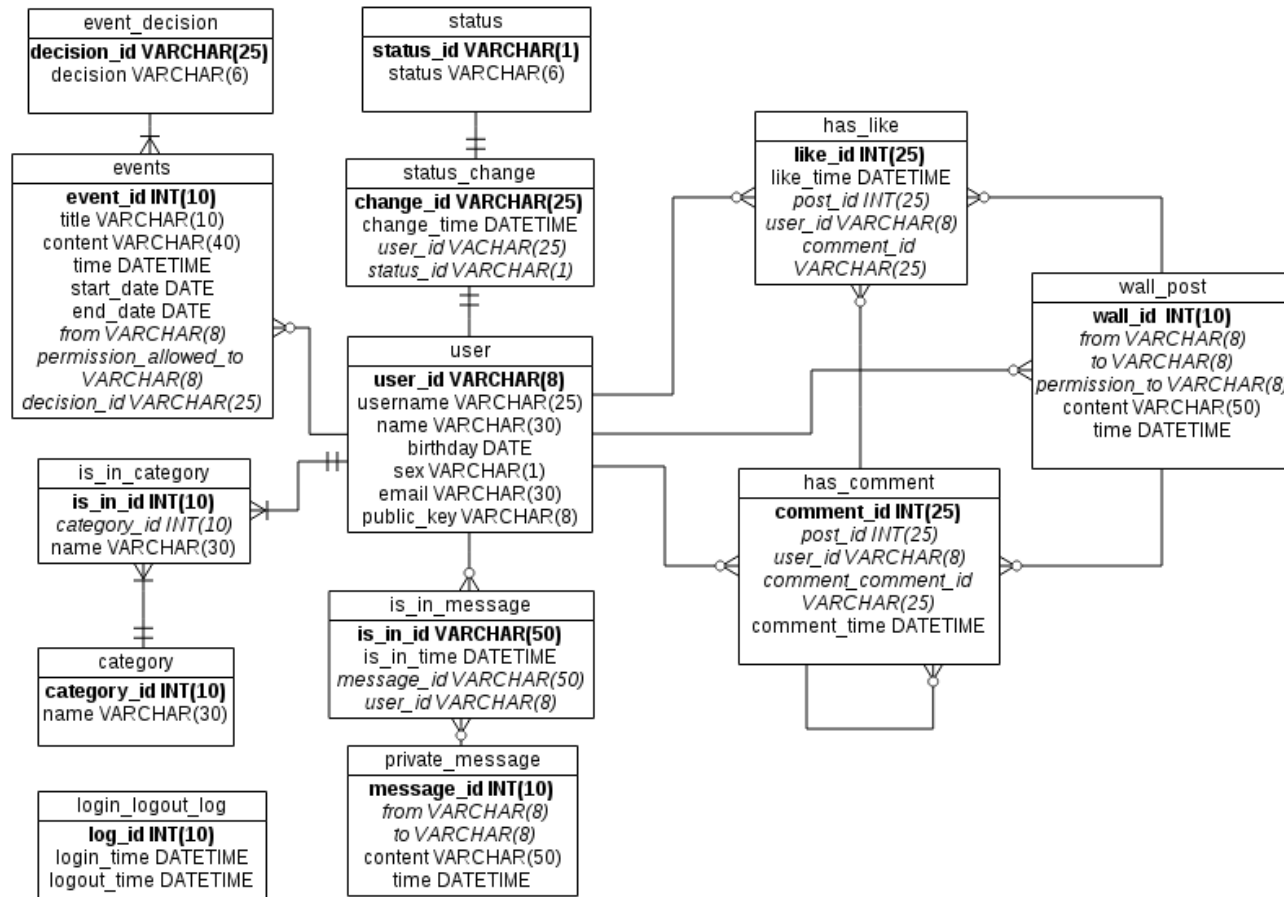 event_decision
decision_id VARCHAR(25)
decision VARCHAR(6)
status
status_id VARCHAR(1)
status VARCHAR(6)
events
event_id INT(10)
title VARCHAR(10)
content VARCHAR(40)
time DATETIME
start_date DATE
end_date DATE
from VARCHAR(8)
permission_allowed_to
VARCHAR(8)
decision_id VARCHAR(25)
status_change
change_id VARCHAR(25)
change_time DATETIME
user_id VACHAR(25)
status_id VARCHAR(1)
has_like
like_id INT(25)
like_time DATETIME
post_id INT(25)
user_id VARCHAR(8)
comment_id
VARCHAR(25)
wall_post
wall_id INT(10)
from VARCHAR(8)
to VARCHAR(8)
permission_to VARCHAR(8)
content VARCHAR(50)
time DATETIME
user
user_id VARCHAR(8)
username VARCHAR(25)
name VARCHAR(30)
birthday DATE
sex VARCHAR(1)
email VARCHAR(30)
public_key VARCHAR(8)
is_in_category
is_in_id INT(10)
category_id INT(10)
name VARCHAR(30)
has_comment
comment_id INT(25)
post_id INT(25)
user_id VARCHAR(8)
comment_comment_id
VARCHAR(25)
comment_time DATETIME
is_in_message
is_in_id VARCHAR(50)
is_in_time DATETIME
message_id VARCHAR(50)
user_id VARCHAR(8)
category
category_id INT(10)
name VARCHAR(30)
private_message
message_id INT(10)
from VARCHAR(8)
to VARCHAR(8)
content VARCHAR(50)
time DATETIME
login_logout_log
log_id INT(10)
login_time DATETIME
logout_time DATETIME